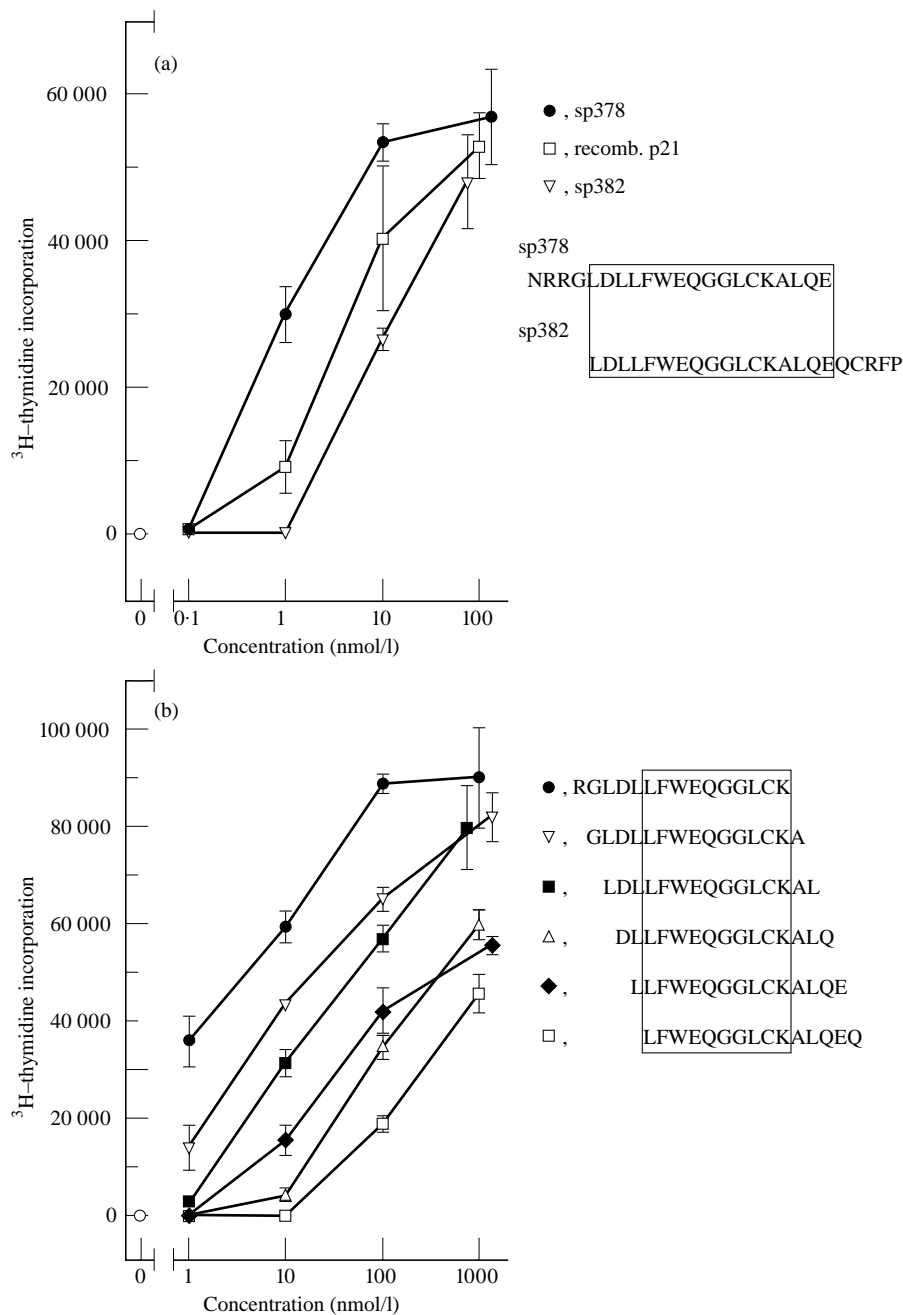 (a)
60 000
40 000
20 000
0
³H–thymidine incorporation
0 0·1 1 10 100
Concentration (nmol/l)
, sp378
, recomb. p21
, sp382
sp378
NRRGLDLLFWEQGGLCKALQE
sp382
LDLLFWEQGGLCKALQEQCRFP
(b)
100 000
80 000
60 000
40 000
20 000
0
³H–thymidine incorporation
0 1 10 100 1000
Concentration (nmol/l)
, RGLDLLFWEQGGLCK
, GLDLLFWEQGGLCKA
, LDLLFWEQGGLCKAL
, DLLFWEQGGLCKALQ
, LLFWEQGGLCKALQE
, LFWEQGGLCKALQEQ